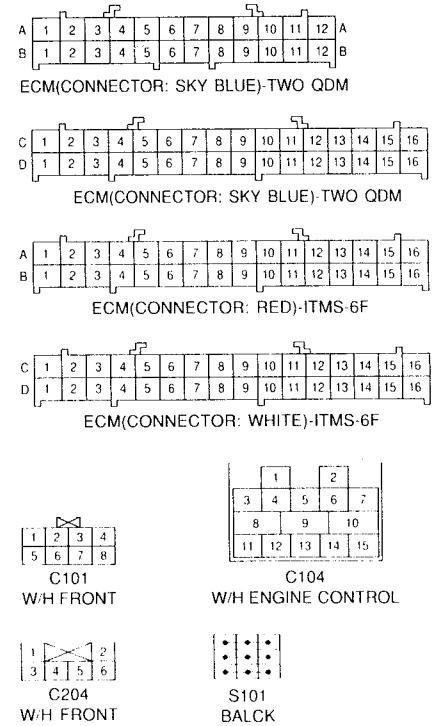 A 1 2 3 4 5 6 7 8 9 10 11 12 A
B 1 2 3 4 5 6 7 8 9 10 11 12 B
ECM(CONNECTOR: SKY BLUE)-TWO QDM
C 1 2 3 4 5 6 7 8 9 10 11 12 13 14 15 16
D 1 2 3 4 5 6 7 8 9 10 11 12 13 14 15 16
ECM(CONNECTOR: SKY BLUE)-TWO QDM
A 1 2 3 4 5 6 7 8 9 10 11 12 13 14 15 16
B 1 2 3 4 5 6 7 8 9 10 11 12 13 14 15 16
ECM(CONNECTOR: RED)-ITMS-6F
C 1 2 3 4 5 6 7 8 9 10 11 12 13 14 15 16
D 1 2 3 4 5 6 7 8 9 10 11 12 13 14 15 16
ECM(CONNECTOR: WHITE)-ITMS-6F
1 2 3 4
5 6 7 8
C101
W/H FRONT
1 2
3 4 5 6 7
8 9 10
11 12 13 14 15
C104
W/H ENGINE CONTROL
1 2
3 4 5 6
C204
W/H FRONT
S101
BALCK